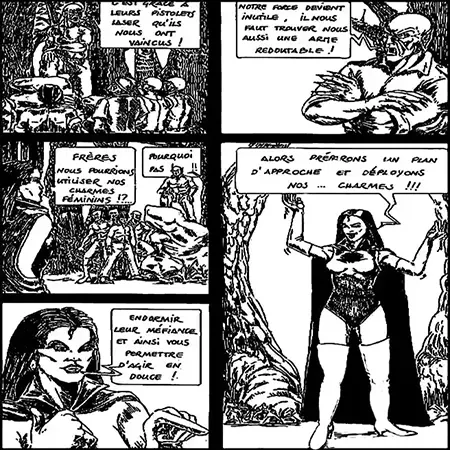 LEURS PISTOLETS
LASER QU'ILS
NOUS ONT
VAINCUS !
NOTRE FORCE DEVIENT
INUTILE, IL NOUS
FAUT TROUVER NOUS
AUSSI UNE ARME
REDOUTABLE !
FRÈRES
NOUS POURRIONS
UTILISER NOS
CHARMES
FÉMININS !?
POURQUOI
PAS !!
ENDORMIR
LEUR MÉFIANCE
ET AINSI VOUS
PERMETTRE
D'AGIR EN
DOUCE !
ALORS PRÉPARONS UN PLAN
D'APPROCHE ET DÉPLOYONS
NOS ... CHARMES !!!